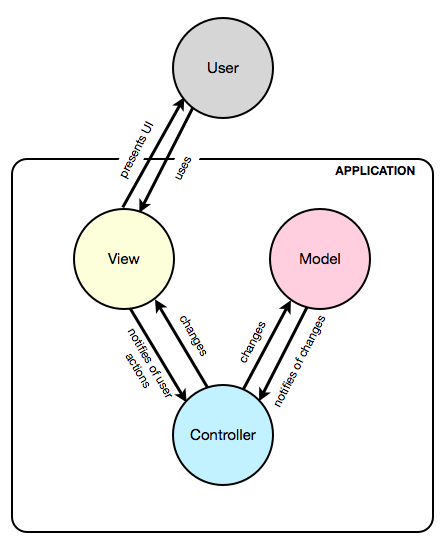 User
presents UI
uses
APPLICATION
View
Model
notifies of user
actions
changes
changes
notifies of changes
Controller